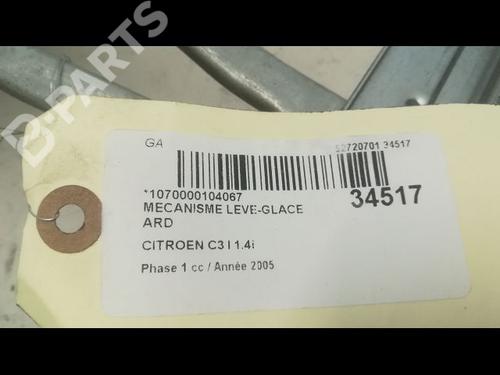 B-PARTS
GA
52720701 34517
*1070000104067
34517
MECANISME LEVE-GLACE
ARD
CITROEN C3 I 1.4i
Phase 1 cc / Année 2005